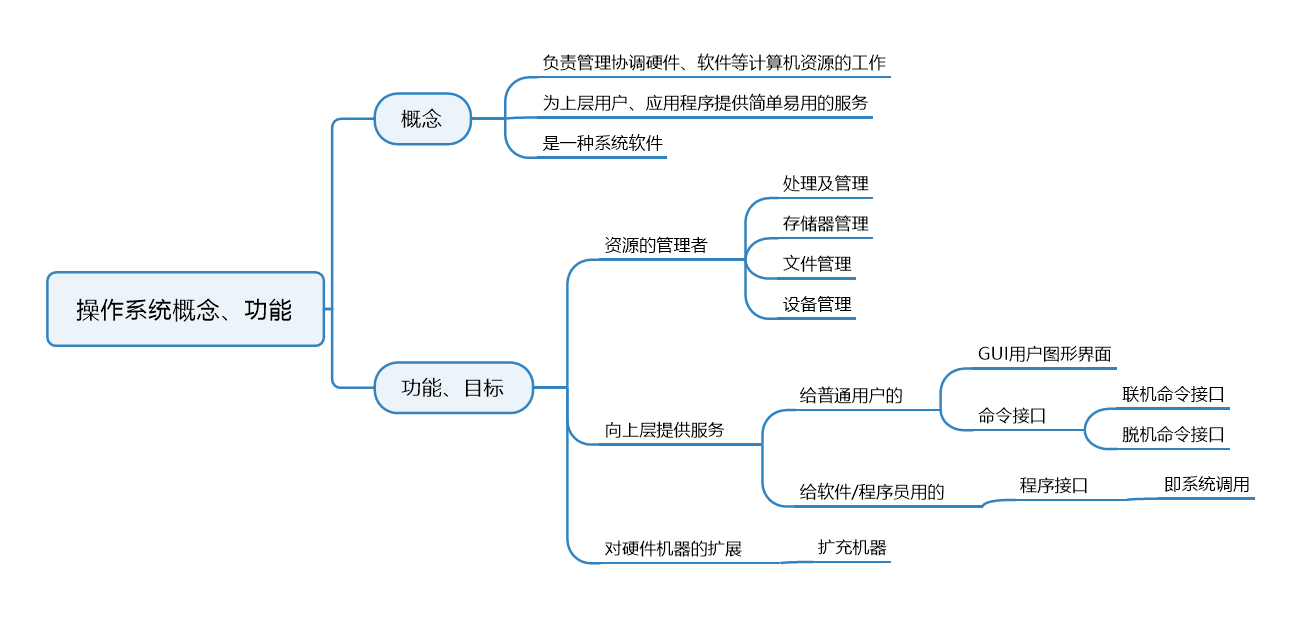 操作系统概念、功能
概念
负责管理协调硬件、软件等计算机资源的工作
为上层用户、应用程序提供简单易用的服务
是一种系统软件
功能、目标
资源的管理者
处理及管理
存储器管理
文件管理
设备管理
向上层提供服务
给普通用户的
GUI用户图形界面
命令接口
联机命令接口
脱机命令接口
给软件/程序员用的
程序接口
即系统调用
对硬件机器的扩展
扩充机器